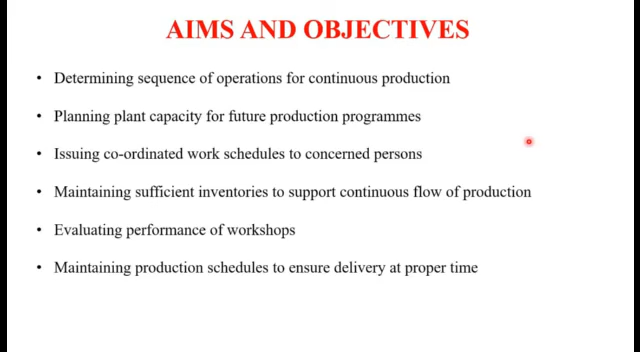 AIMS AND OBJECTIVES
• Determining sequence of operations for continuous production
• Planning plant capacity for future production programmes
• Issuing co-ordinated work schedules to concerned persons
• Maintaining sufficient inventories to support continuous flow of production
• Evaluating performance of workshops
• Maintaining production schedules to ensure delivery at proper time